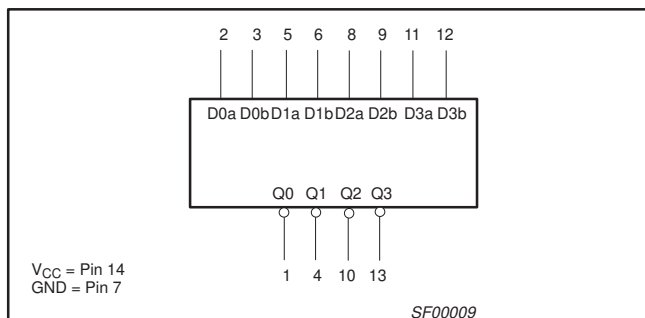 2 3 5 6 8 9 11 12
D0a D0b D1a D1b D2a D2b D3a D3b
Q0 Q1 Q2 Q3
1 4 10 13
VCC = Pin 14
GND = Pin 7
SF00009